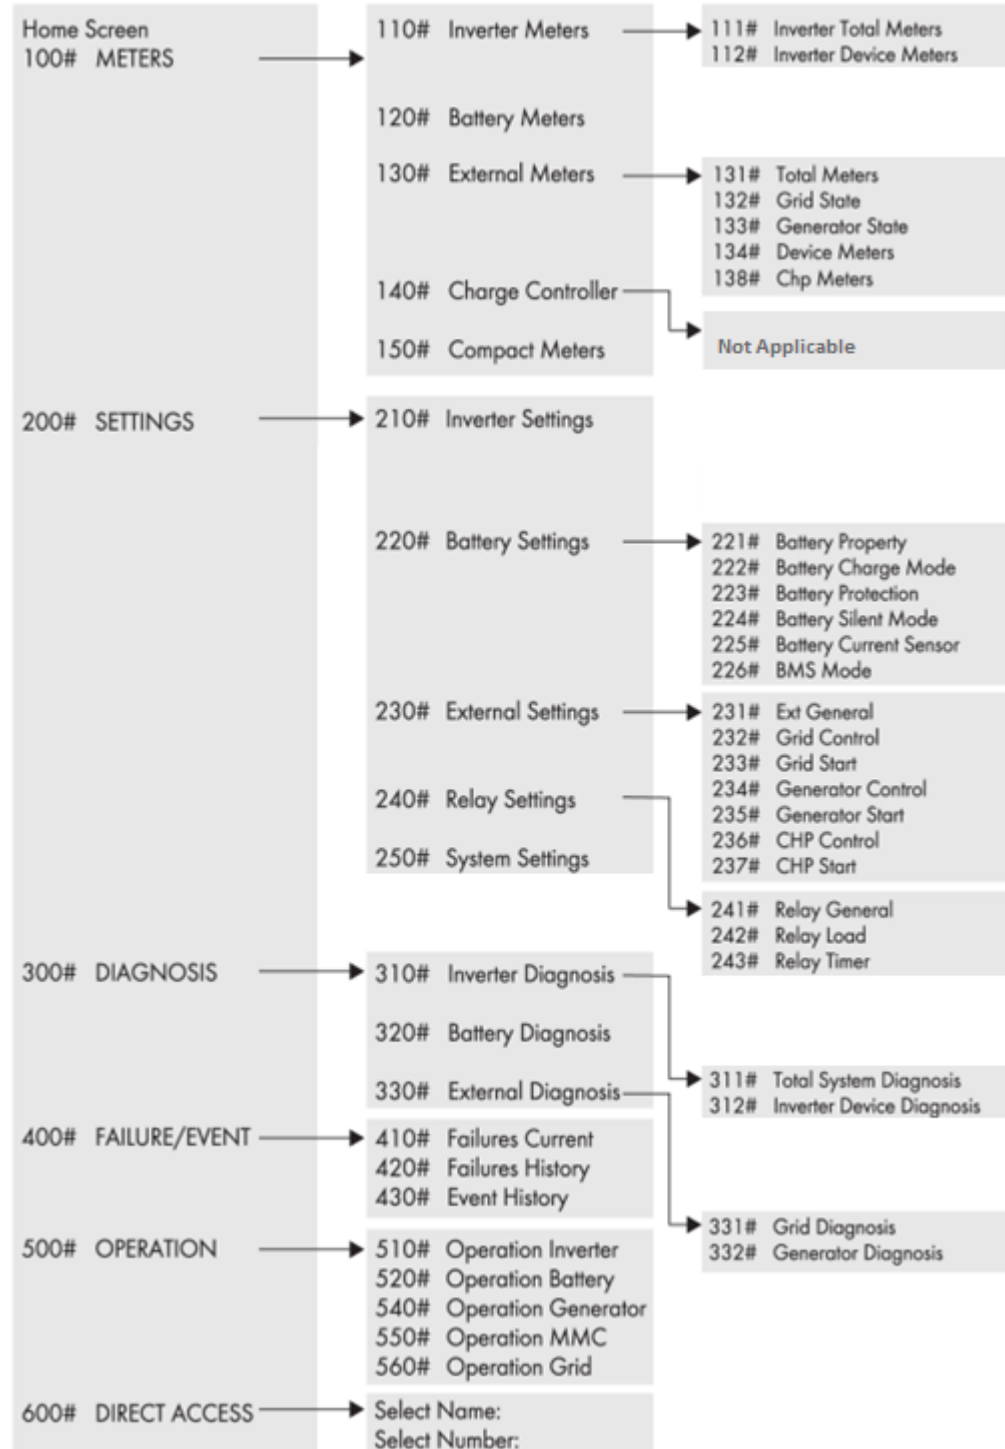 Home Screen
100# METERS
110# Inverter Meters
111# Inverter Total Meters
112# Inverter Device Meters
120# Battery Meters
130# External Meters
131# Total Meters
132# Grid State
133# Generator State
134# Device Meters
138# Chp Meters
140# Charge Controller
Not Applicable
150# Compact Meters
200# SETTINGS
210# Inverter Settings
220# Battery Settings
221# Battery Property
222# Battery Charge Mode
223# Battery Protection
224# Battery Silent Mode
225# Battery Current Sensor
226# BMS Mode
230# External Settings
231# Ext General
232# Grid Control
233# Grid Start
234# Generator Control
235# Generator Start
236# CHP Control
237# CHP Start
240# Relay Settings
241# Relay General
242# Relay Load
243# Relay Timer
250# System Settings
300# DIAGNOSIS
310# Inverter Diagnosis
311# Total System Diagnosis
312# Inverter Device Diagnosis
320# Battery Diagnosis
330# External Diagnosis
331# Grid Diagnosis
332# Generator Diagnosis
400# FAILURE/EVENT
410# Failures Current
420# Failures History
430# Event History
500# OPERATION
510# Operation Inverter
520# Operation Battery
540# Operation Generator
550# Operation MMC
560# Operation Grid
600# DIRECT ACCESS
Select Name:
Select Number: